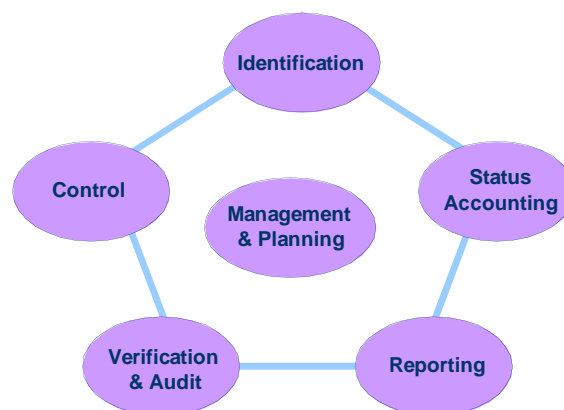 Identification
Control
Status
Accounting
Management
& Planning
Verification
& Audit
Reporting